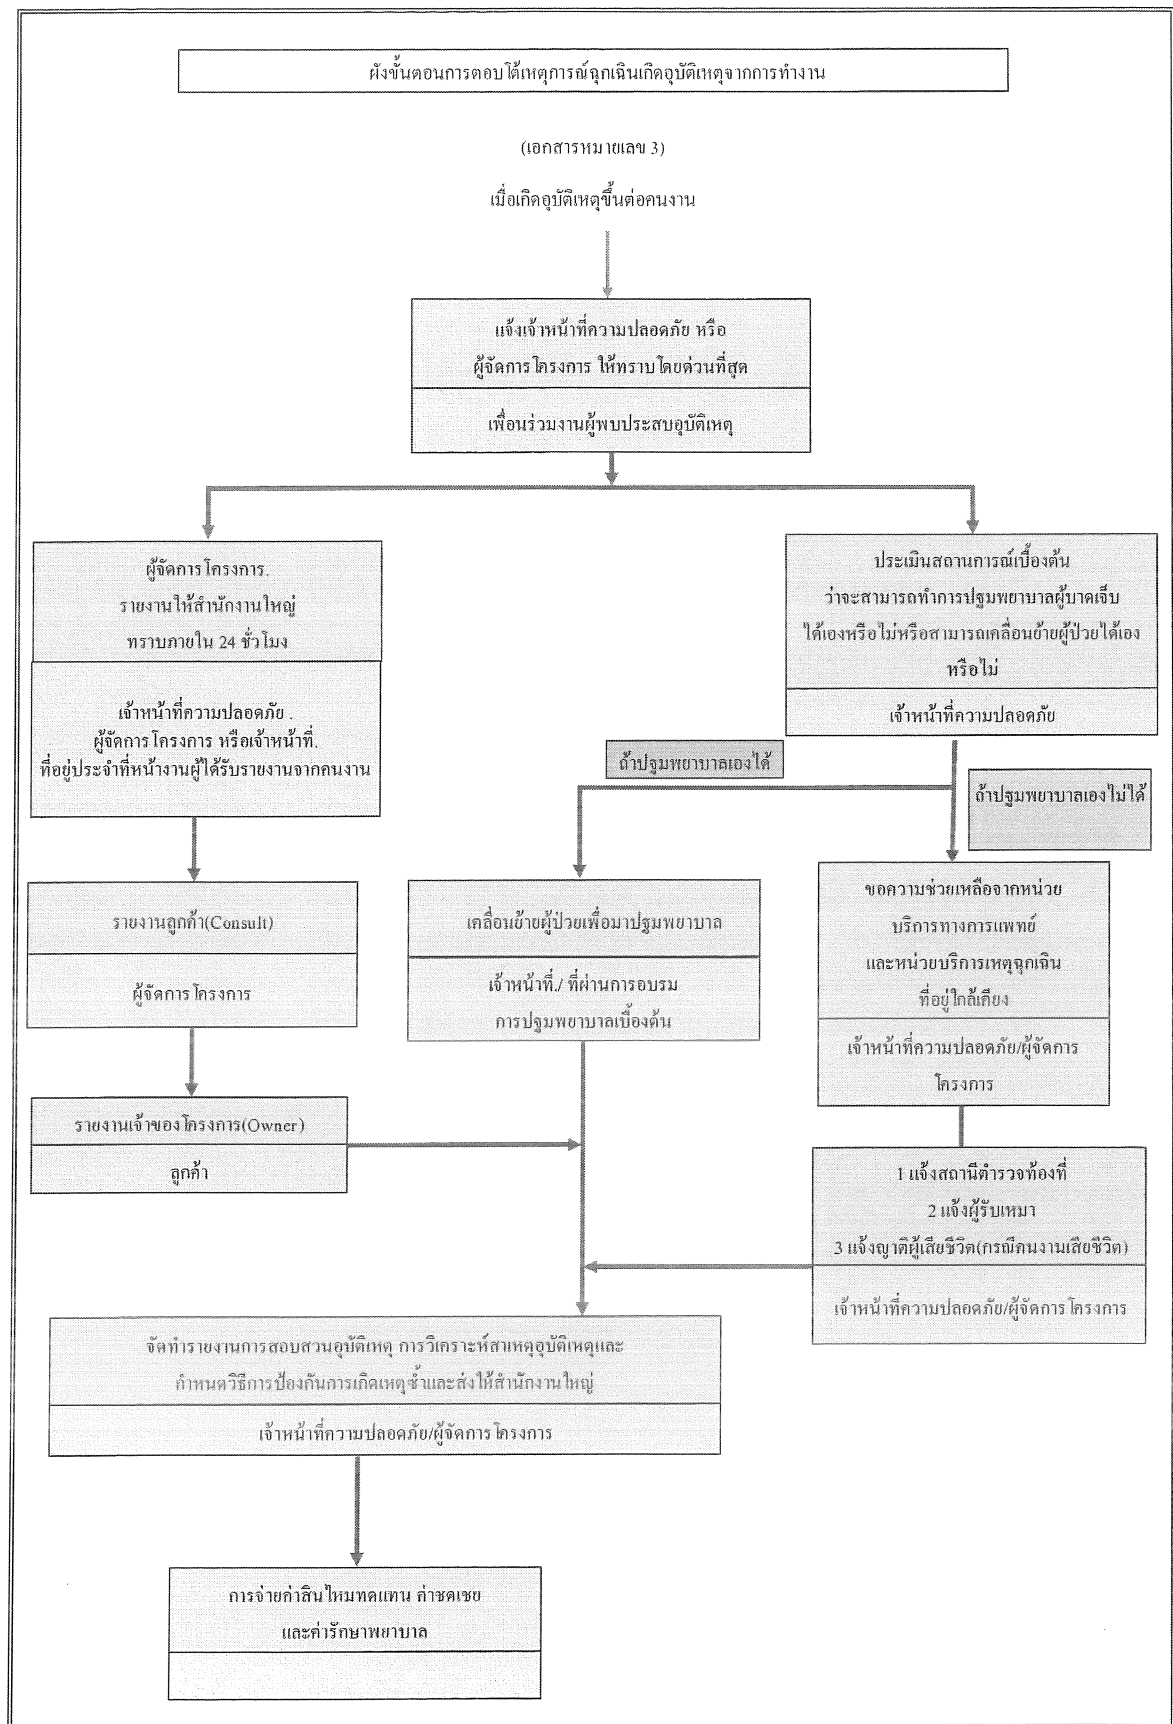 ผังขั้นตอนการตอบโต้เหตุการณ์ฉุกเฉินเกิดอุบัติเหตุจากการทำงาน
(เอกสารหมายเลข 3)
เมื่อเกิดอุบัติเหตุขึ้นต่อคนงาน
แจ้งเจ้าหน้าที่ความปลอดภัย หรือ
ผู้จัดการโครงการ ให้ทราบโดยด่วนที่สุด
เพื่อนร่วมงานผู้พบประสบอุบัติเหตุ
ผู้จัดการโครงการ.
รายงานให้สำนักงานใหญ่
ทราบภายใน 24 ชั่วโมง
เจ้าหน้าที่ความปลอดภัย .
ผู้จัดการโครงการ หรือเจ้าหน้าที่.
ที่อยู่ประจำที่หน้างานผู้ได้รับรายงานจากคนงาน
ประเมินสถานการณ์เบื้องต้น
ว่าจะสามารถทำการปฐมพยาบาลผู้บาดเจ็บ
ได้เองหรือไม่หรือสามารถเคลื่อนย้ายผู้ป่วยได้เอง
หรือไม่
เจ้าหน้าที่ความปลอดภัย
ถ้าปฐมพยาบาลเองได้
ถ้าปฐมพยาบาลเองไม่ได้
รายงานลูกค้า(Consult)
ผู้จัดการโครงการ
เคลื่อนย้ายผู้ป่วยเพื่อมาปฐมพยาบาล
เจ้าหน้าที่./ ที่ผ่านการอบรม
การปฐมพยาบาลเบื้องต้น
ขอความช่วยเหลือจากหน่วย
บริการทางการแพทย์
และหน่วยบริการเหตุฉุกเฉิน
ที่อยู่ใกล้เคียง
เจ้าหน้าที่ความปลอดภัย/ผู้จัดการ
โครงการ
รายงานเจ้าของโครงการ(Owner)
ลูกค้า
1 แจ้งสถานีตำรวจท้องที่
2 แจ้งผู้รับเหมา
3 แจ้งญาติผู้เสียชีวิต(กรณีคนงานเสียชีวิต)
เจ้าหน้าที่ความปลอดภัย/ผู้จัดการโครงการ
จัดทำรายงานการสอบสวนอุบัติเหตุ การวิเคราะห์สาเหตุอุบัติเหตุและ
กำหนดวิธีการป้องกันการเกิดเหตุซ้ำและส่งให้สำนักงานใหญ่
เจ้าหน้าที่ความปลอดภัย/ผู้จัดการโครงการ
การจ่ายค่าสินไหมทดแทน ค่าชดเชย
และค่ารักษาพยาบาล